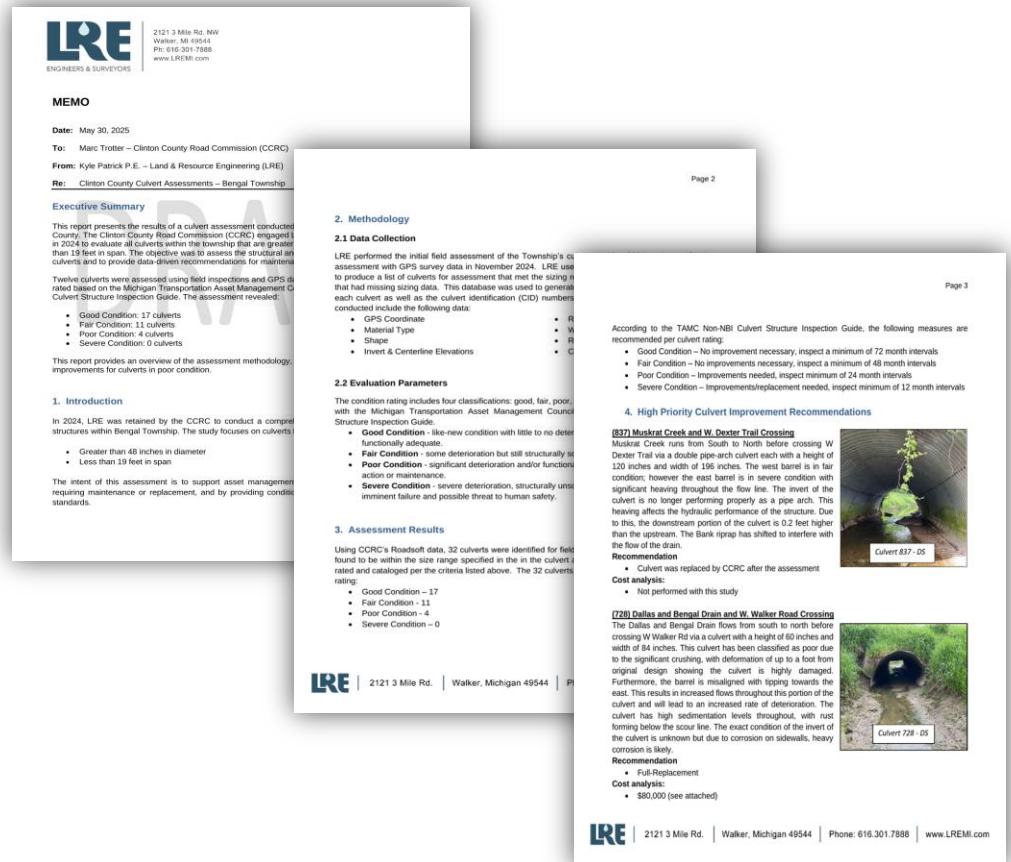 LRE
ENGINEERS & SURVEYORS
2121 3 Mile Rd. NW
Walker, MI 49544
Ph: 616-301-7888
www.LREMI.com
MEMO
Date: May 30, 2025
To: Marc Trotter – Clinton County Road Commission (CCRC)
From: Kyle Patrick P.E. – Land & Resource Engineering (LRE)
Re: Clinton County Culvert Assessments – Bengal Township
Executive Summary
This report presents the results of a culvert assessment conducted
County. The Clinton County Road Commission (CCRC) engaged
in 2024 to evaluate all culverts within the township that are greater
than 19 feet in span. The objective was to assess the structural
culverts and to provide data-driven recommendations for
Twelve culverts were assessed using field inspections and GPS
rated based on the Michigan Transportation Asset Management
Culvert Structure Inspection Guide. The assessment revealed:
• Good Condition: 17 culverts
• Fair Condition: 11 culverts
• Poor Condition: 4 culverts
• Severe Condition: 0 culverts
This report provides an overview of the assessment methodology,
improvements for culverts in poor condition.
1. Introduction
In 2024, LRE was retained by the CCRC to conduct a
structures within Bengal Township. The study focuses on culverts
• Greater than 48 inches in diameter
• Less than 19 feet in span
The intent of this assessment is to support asset
requiring maintenance or replacement, and by providing
standards.
Page 2
2. Methodology
2.1 Data Collection
LRE performed the initial field assessment of the Township's
assessment with GPS survey data in November 2024. LRE
to produce a list of culverts for assessment that met the sizing
that had missing sizing data. This database was used to
each culvert as well as the culvert identification (CID) numbers
conducted include the following data:
• GPS Coordinate
• Material Type
• Shape
• Invert & Centerline Elevations
2.2 Evaluation Parameters
The condition rating includes four classifications: good, fair, poor,
with the Michigan Transportation Asset Management
Structure Inspection Guide.
• Good Condition - like-new condition with little to no
functionally adequate.
• Fair Condition - some deterioration but still structurally
• Poor Condition - significant deterioration and/or
action or maintenance.
• Severe Condition - severe deterioration, structurally
imminent failure and possible threat to human safety.
3. Assessment Results
Using CCRC's Roadsoft data, 32 culverts were identified for
found to be within the size range specified in the in the culvert
rated and cataloged per the criteria listed above. The 32 culverts
rating:
• Good Condition – 17
• Fair Condition - 11
• Poor Condition - 4
• Severe Condition – 0
LRE | 2121 3 Mile Rd. | Walker, Michigan 49544 |
Page 3
According to the TAMC Non-NBI Culvert Structure Inspection Guide, the following measures are
recommended per culvert rating:
• Good Condition – No improvement necessary, inspect a minimum of 72 month intervals
• Fair Condition – No improvements necessary, inspect a minimum of 48 month intervals
• Poor Condition – Improvements needed, inspect minimum of 24 month intervals
• Severe Condition – Improvements/replacement needed, inspect minimum of 12 month intervals
4. High Priority Culvert Improvement Recommendations
(837) Muskrat Creek and W. Dexter Trail Crossing
Muskrat Creek runs from South to North before crossing W
Dexter Trail via a double pipe-arch culvert each with a height of
120 inches and width of 196 inches. The west barrel is in fair
condition; however the east barrel is in severe condition with
significant heaving throughout the flow line. The invert of the
culvert is no longer performing properly as a pipe arch. This
heaving affects the hydraulic performance of the structure. Due
to this, the downstream portion of the culvert is 0.2 feet higher
than the upstream. The Bank riprap has shifted to interfere with
the flow of the drain.
Culvert 837 - DS
Recommendation
• Culvert was replaced by CCRC after the assessment
Cost analysis:
• Not performed with this study
(728) Dallas and Bengal Drain and W. Walker Road Crossing
The Dallas and Bengal Drain flows from south to north before
crossing W Walker Rd via a culvert with a height of 60 inches and
width of 84 inches. This culvert has been classified as poor due
to the significant crushing, with deformation of up to a foot from
original design showing the culvert is highly damaged.
Furthermore, the barrel is misaligned with tipping towards the
east. This results in increased flows throughout this portion of the
culvert and will lead to an increased rate of deterioration. The
culvert has high sedimentation levels throughout, with rust
forming below the scour line. The exact condition of the invert of
the culvert is unknown but due to corrosion on sidewalls, heavy
corrosion is likely.
Culvert 728 - DS
Recommendation
• Full-Replacement
Cost analysis:
• $80,000 (see attached)
LRE | 2121 3 Mile Rd. | Walker, Michigan 49544 | Phone: 616.301.7888 | www.LREMI.com